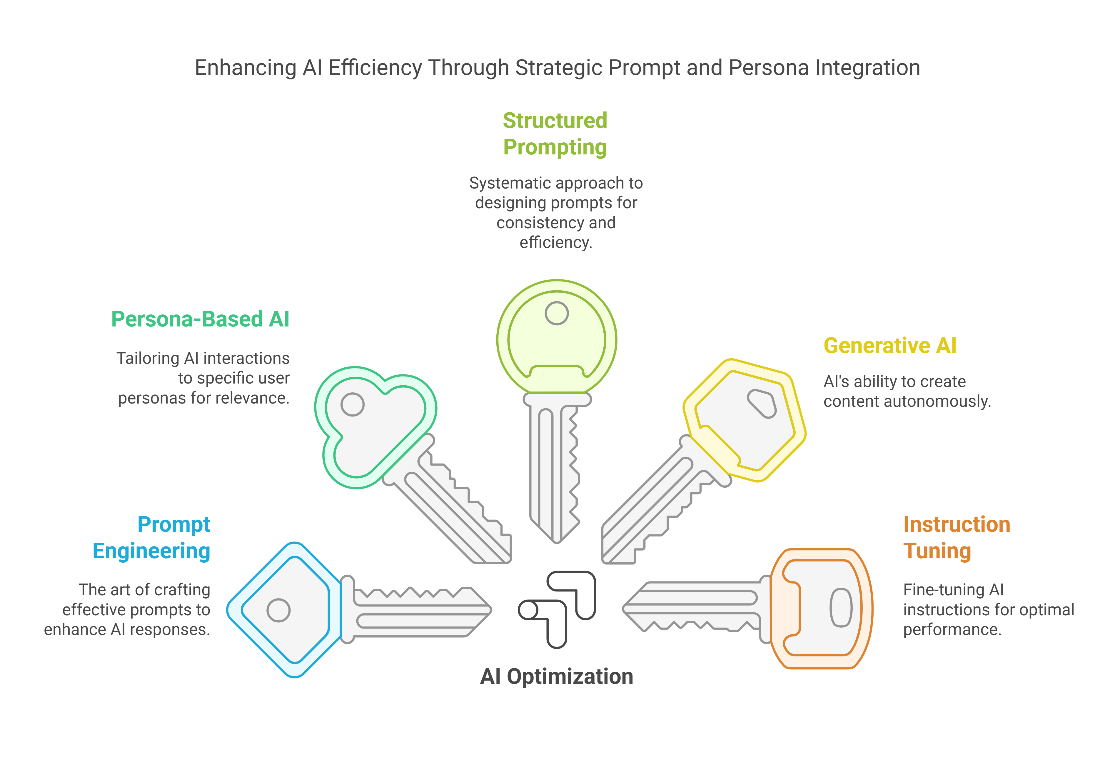 Enhancing AI Efficiency Through Strategic Prompt and Persona Integration
Structured
Prompting
Systematic approach to
designing prompts for
consistency and
efficiency.
Persona-Based AI
Tailoring AI interactions
to specific user
personas for relevance.
Generative AI
AI's ability to create
content autonomously.
Prompt
Engineering
The art of crafting
effective prompts to
enhance AI responses.
Instruction
Tuning
Fine-tuning AI
instructions for optimal
performance.
AI Optimization